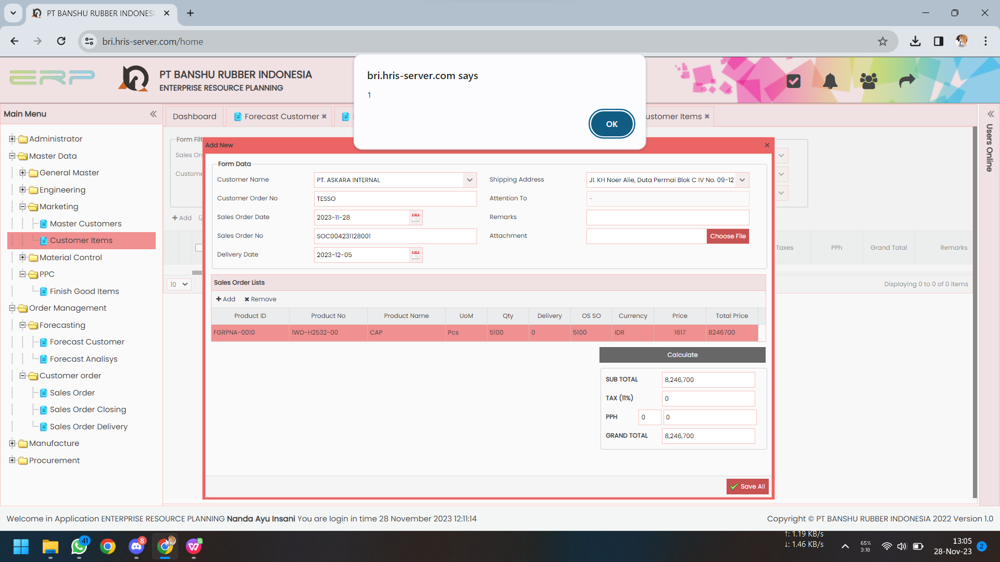 PT BANSHU RUBBER INDONESI
bri.hris-server.com/home
ERP
PT BANSHU RUBBER INDONESIA
ENTERPRISE RESOURCE PLANNING
bri.hris-server.com says
1
OK
Main Menu
Dashboard
Forecast Customer
ustomer Items
Users Online
Administrator
Master Data
General Master
Engineering
Marketing
Master Customers
Customer Items
Material Control
PPC
Finish Good Items
Order Management
Forecasting
Forecast Customer
Forecast Analisys
Customer order
Sales Order
Sales Order Closing
Sales Order Delivery
Manufacture
Procurement
Form Filt
Sales Or
Custome
Add
10
Taxes PPh Grand Total Remarks
Displaying 0 to 0 of 0 items
Add New
Form Data
Customer Name PT. ASKARA INTERNAL Shipping Address Jl. KH Noer Alie, Duta Permai Blok C IV No. 09-12
Customer Order No TESSO Attention To -
Sales Order Date 2023-11-28 Remarks
Sales Order No SOC004231128001 Attachment Choose File
Delivery Date 2023-12-05
Sales Order Lists
Add Remove
Product ID Product No Product Name UoM Qty Delivery OS SO Currency Price Total Price
FGRPNA-0010 1WD-H2532-00 CAP Pcs 5100 0 5100 IDR 1617 8246700
Calculate
SUB TOTAL 8,246,700
TAX (11%) 0
PPH 0 0
GRAND TOTAL 8,246,700
Save All
Welcome in Application ENTERPRISE RESOURCE PLANNING Nanda Ayu Insani You are login in time 28 November 2023 12:11:14
Copyright © PT BANSHU RUBBER INDONESIA 2022 Version 1.0
41
8
↑: 1.19 KB/s
↓: 1.46 KB/s
65%
3:18
13:05
28-Nov-23
2